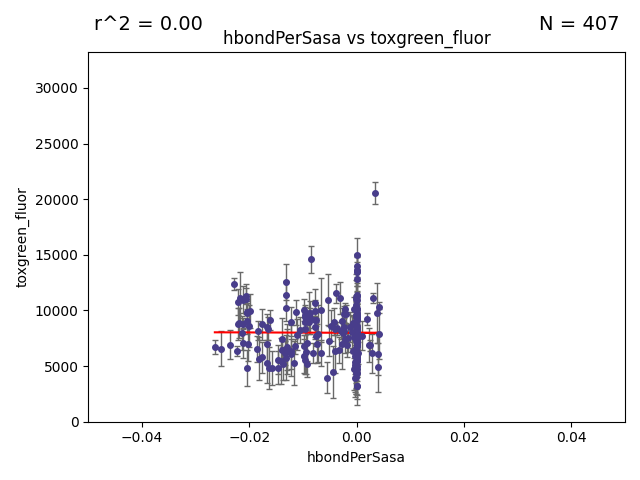 r^2 = 0.00
N = 407
hbondPerSasa vs toxgreen_fluor
30000
25000
20000
15000
10000
5000
0
toxgreen_fluor
−0.04
−0.02
0.00
0.02
0.04
hbondPerSasa